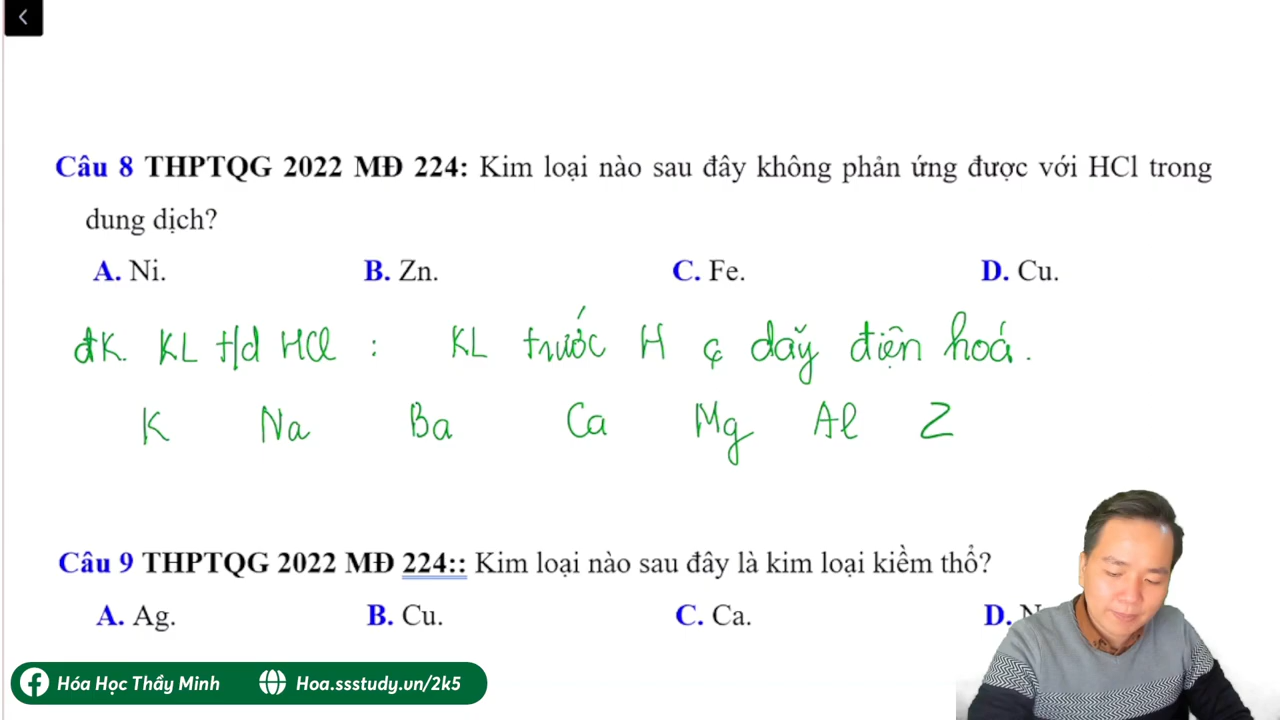 Câu 8 THPTQG 2022 MĐ 224: Kim loại nào sau đây không phản ứng được với HCl trong
dung dịch?
A. Ni. B. Zn. C. Fe. D. Cu.
đK. KL t/d HCl : KL trước H ç dãy điện hoá.
K Na Ba Ca Mg Al Z
Câu 9 THPTQG 2022 MĐ 224:: Kim loại nào sau đây là kim loại kiềm thổ?
A. Ag. B. Cu. C. Ca. D.
Hóa Học Thầy Minh Hoa.ssstudy.vn/2k5